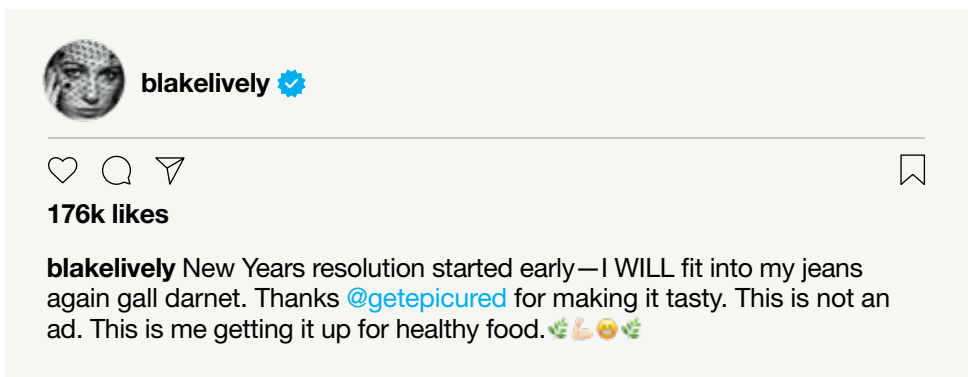 blakelively
176k likes
blakelively New Years resolution started early—I WILL fit into my jeans
again gall darnet. Thanks @getepicured for making it tasty. This is not an
ad. This is me getting it up for healthy food.🌿💪🏻😁🌿